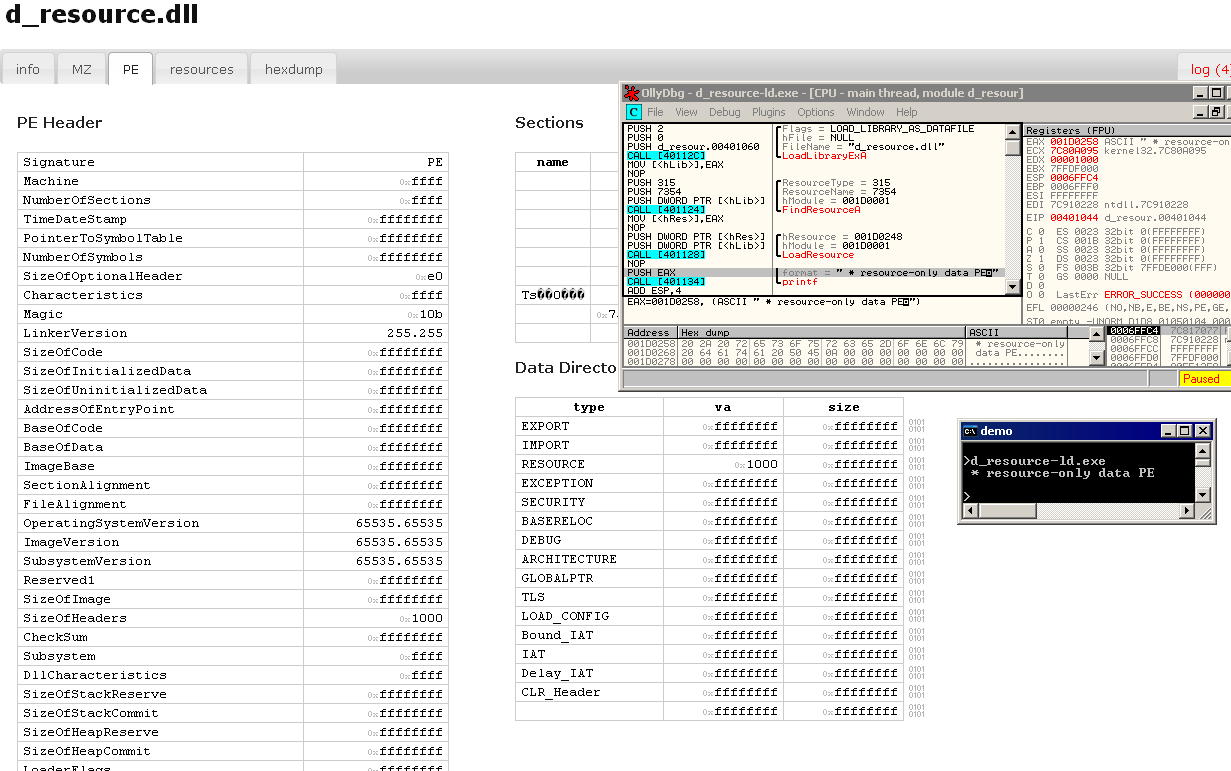 d_resource.dll
info MZ PE resources hexdump log (4
PE Header
Signature PE
Machine 0xffff
NumberOfSections 0xffff
TimeDateStamp 0xffffffff
PointerToSymbolTable 0xffffffff
NumberOfSymbols 0xffffffff
SizeOfOptionalHeader 0xe0
Characteristics 0xffff
Magic 0x10b
LinkerVersion 255.255
SizeOfCode 0xffffffff
SizeOfInitializedData 0xffffffff
SizeOfUninitializedData 0xffffffff
AddressOfEntryPoint 0xffffffff
BaseOfCode 0xffffffff
BaseOfData 0xffffffff
ImageBase 0xffffffff
SectionAlignment 0xffffffff
FileAlignment 0xffffffff
OperatingSystemVersion 65535.65535
ImageVersion 65535.65535
SubsystemVersion 65535.65535
Reserved1 0xffffffff
SizeOfImage 0xffffffff
SizeOfHeaders 0x1000
CheckSum 0xffffffff
Subsystem 0xffff
DllCharacteristics 0xffff
SizeOfStackReserve 0xffffffff
SizeOfStackCommit 0xffffffff
SizeOfHeapReserve 0xffffffff
SizeOfHeapCommit 0xffffffff
LoaderFlags 0xffffffff
Sections
name
Ts��O���
0x7
Data Directo
type va size
EXPORT 0xffffffff 0xffffffff
IMPORT 0xffffffff 0xffffffff
RESOURCE 0x1000 0xffffffff
EXCEPTION 0xffffffff 0xffffffff
SECURITY 0xffffffff 0xffffffff
BASERELOC 0xffffffff 0xffffffff
DEBUG 0xffffffff 0xffffffff
ARCHITECTURE 0xffffffff 0xffffffff
GLOBALPTR 0xffffffff 0xffffffff
TLS 0xffffffff 0xffffffff
LOAD_CONFIG 0xffffffff 0xffffffff
Bound_IAT 0xffffffff 0xffffffff
IAT 0xffffffff 0xffffffff
Delay_IAT 0xffffffff 0xffffffff
CLR_Header 0xffffffff 0xffffffff
0xffffffff 0xffffffff
OllyDbg - d_resource-ld.exe - [CPU - main thread, module d_resour]
C File View Debug Plugins Options Window Help
PUSH 2 Flags = LOAD_LIBRARY_AS_DATAFILE
PUSH 0 hFile = NULL
PUSH d_resour.00401060 FileName = "d_resource.dll"
CALL [40112C] LoadLibraryExA
MOV [<hLib>],EAX
NOP
PUSH 315 ResourceType = 315
PUSH 7354 ResourceName = 7354
PUSH DWORD PTR [<hLib>] hModule = 001D0001
CALL [401124] FindResourceA
MOV [<hRes>],EAX
NOP
PUSH DWORD PTR [<hRes>] hResource = 001D0248
PUSH DWORD PTR [<hLib>] hModule = 001D0001
CALL [401128] LoadResource
NOP
PUSH EAX format = " * resource-only data PE"
CALL [401134] printf
ADD ESP,4
EAX=001D0258, (ASCII " * resource-only data PE")
Registers (FPU)
EAX 001D0258 ASCII " * resour
ECX 7C80A095 kernel32.7C80A095
EDX 00001000
EBX 7FFDF000
ESP 0006FFC4
EBP 0006FFF0
ESI FFFFFFFF
EDI 7C910228 ntdll.7C910228
EIP 00401044 d_resour.00401044
C 0 ES 0023 32bit 0(FFFFFFFF)
P 1 CS 001B 32bit 0(FFFFFFFF)
A 0 SS 0023 32bit 0(FFFFFFFF)
Z 1 DS 0023 32bit 0(FFFFFFFF)
S 0 FS 003B 32bit 7FFDE000(FFF)
T 0 GS 0000 NULL
D 0
O 0 LastErr ERROR_SUCCESS (000000
EFL 00000246 (NO,NB,E,BE,NS,PE,GE,
ST0 empty -UNORM D1D8 01050104 000
Address Hex dump ASCII
001D0258 20 2A 20 72 65 73 6F 75 72 63 65 2D 6F 6E 6C 79 * resource-only
001D0268 20 64 61 74 61 20 50 45 0A 00 00 00 00 00 00 00 data PE........
001D0278 00 00 00 00 00 00 00 00 00 00 00 00 00 00 00 00 ................
0006FFC4 7C817077
0006FFC8 7C910228
0006FFCC FFFFFFFF
0006FFD0 7FFDF000
Paused
demo
>d_resource-ld.exe
* resource-only data PE
>